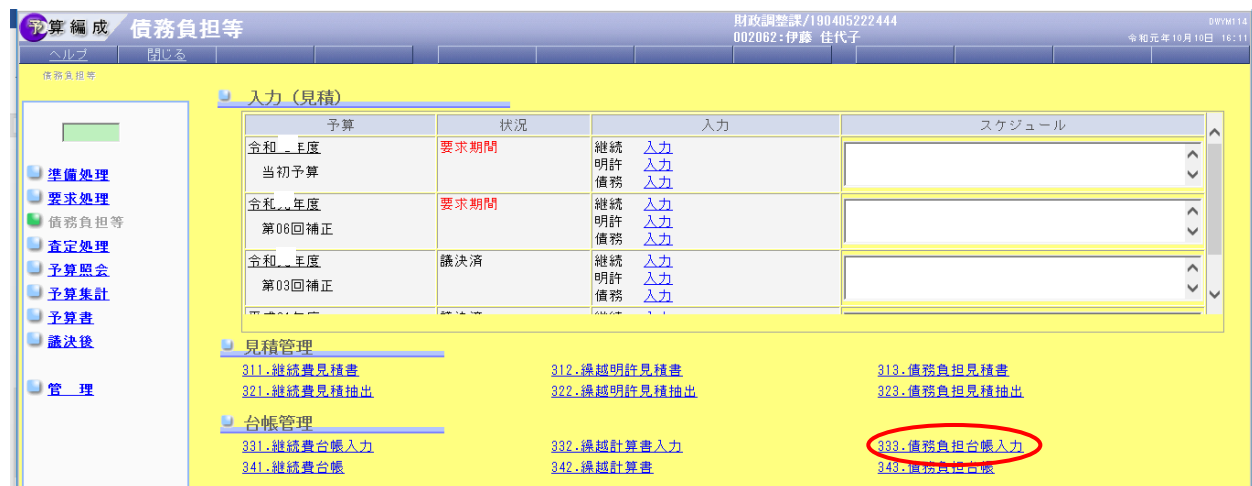 予算編成 債務負担等
財政調整課/190405222444
002062:伊藤 佳代子
DWYM114
令和元年10月10日 16:11
ヘルプ 閉じる
債務負担等
準備処理
要求処理
債務負担等
査定処理
予算照会
予算集計
予算書
議決後
管 理
入力（見積）
予算 状況 入力 スケジュール
令和 年度 要求期間 継続 入力
当初予算 明許 入力
債務 入力
令和 年度 要求期間 継続 入力
第06回補正 明許 入力
債務 入力
令和 年度 議決済 継続 入力
第03回補正 明許 入力
債務 入力
見積管理
311.継続費見積書 312.繰越明許見積書 313.債務負担見積書
321.継続費見積抽出 322.繰越明許見積抽出 323.債務負担見積抽出
台帳管理
331.継続費台帳入力 332.繰越計算書入力 333.債務負担台帳入力
341.継続費台帳 342.繰越計算書 343.債務負担台帳